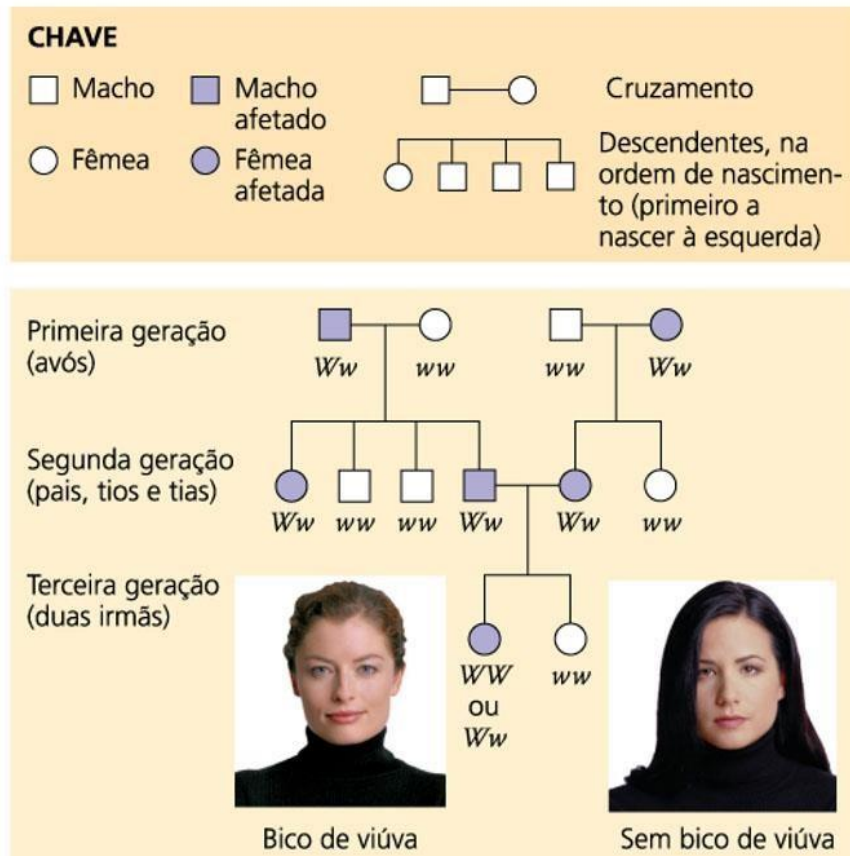 CHAVE
Macho
Macho
afetado
Cruzamento
Fêmea
Fêmea
afetada
Descendentes, na
ordem de nascimen-
to (primeiro a
nascer à esquerda)
Primeira geração
(avós)
Ww ww ww Ww
Segunda geração
(pais, tios e tias)
Ww ww ww Ww Ww ww
Terceira geração
(duas irmãs)
WW ww
ou
Ww
Bico de viúva Sem bico de viúva